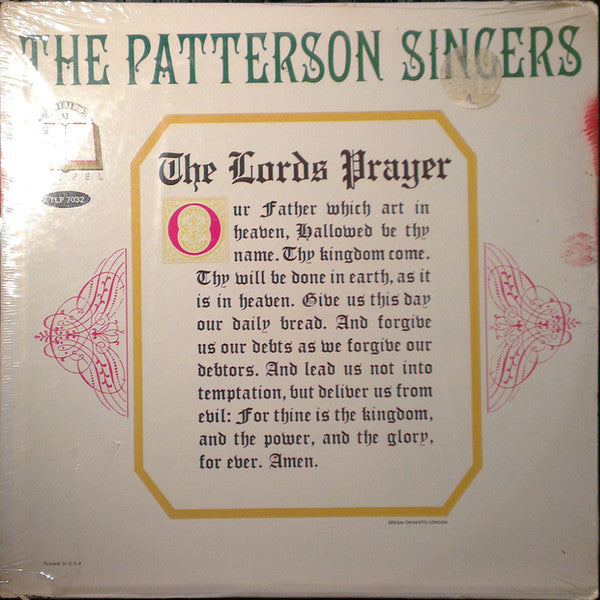 THE PATTERSON SINGERS
TLP 7032
The Lords Prayer
Our Father which art in
heaven, Hallowed be thy
name. Thy kingdom come.
Thy will be done in earth, as it
is in heaven. Give us this day
our daily bread. And forgive
us our debts as we forgive our
debtors. And lead us not into
temptation, but deliver us from
evil: For thine is the kingdom,
and the power, and the glory,
for ever. Amen.
DESIGN: OKAMOTO/LONDON
Printed in U.S.A